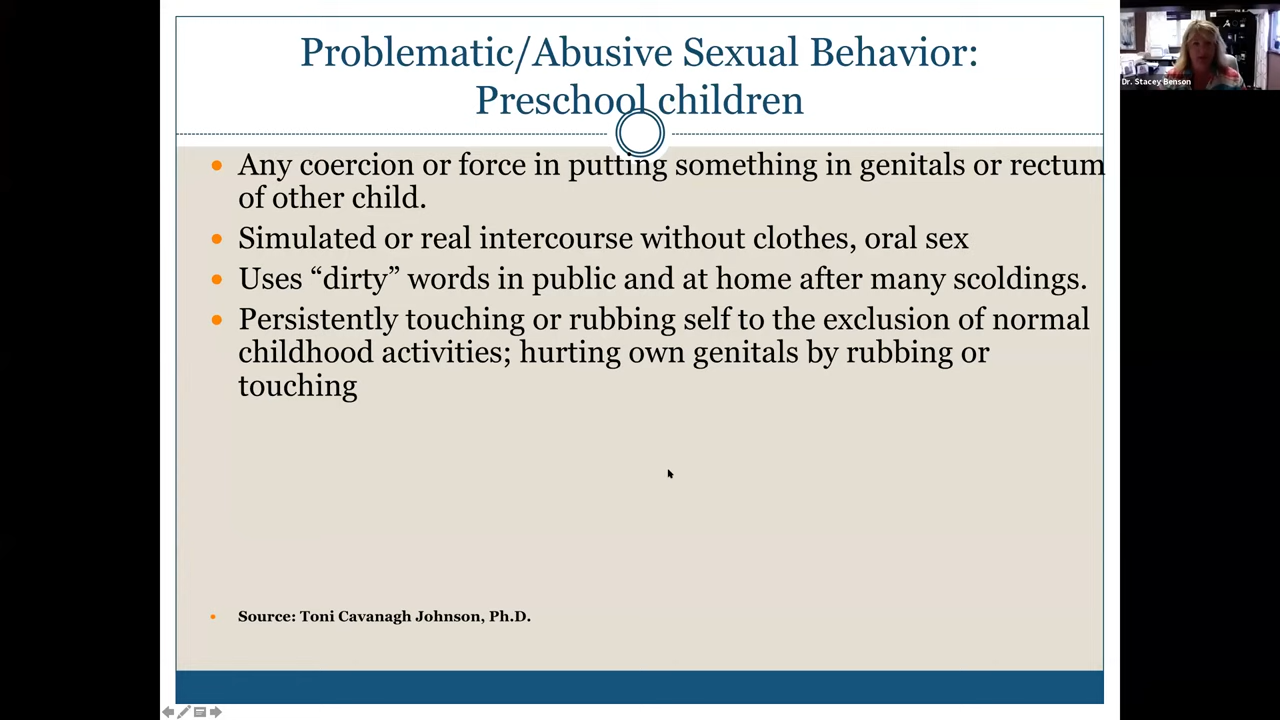 Problematic/Abusive Sexual Behavior:
Preschool children
Dr. Stacey Benson
• Any coercion or force in putting something in genitals or rectum
of other child.
• Simulated or real intercourse without clothes, oral sex
• Uses “dirty” words in public and at home after many scoldings.
• Persistently touching or rubbing self to the exclusion of normal
childhood activities; hurting own genitals by rubbing or
touching
• Source: Toni Cavanagh Johnson, Ph.D.